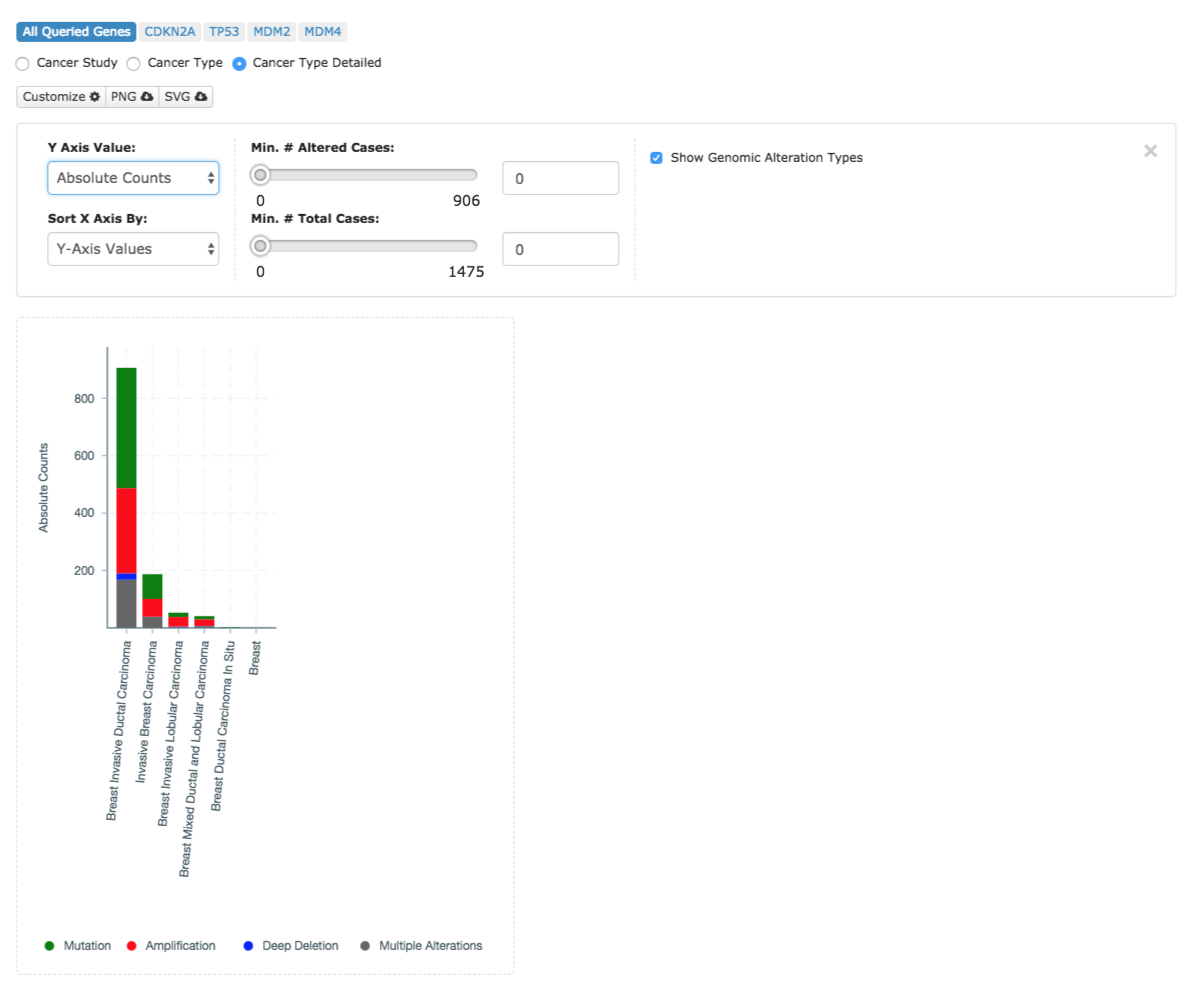 All Queried Genes CDKN2A TP53 MDM2 MDM4
Cancer Study Cancer Type Cancer Type Detailed
Customize PNG SVG
Y Axis Value:
Absolute Counts
Sort X Axis By:
Y-Axis Values
Min. # Altered Cases:
0
0 906
Min. # Total Cases:
0
0 1475
Show Genomic Alteration Types
×
Absolute Counts
800
600
400
200
Breast Invasive Ductal Carcinoma
Invasive Breast Carcinoma
Breast Invasive Lobular Carcinoma
Breast Mixed Ductal and Lobular Carcinoma
Breast Ductal Carcinoma In Situ
Breast
Mutation Amplification Deep Deletion Multiple Alterations